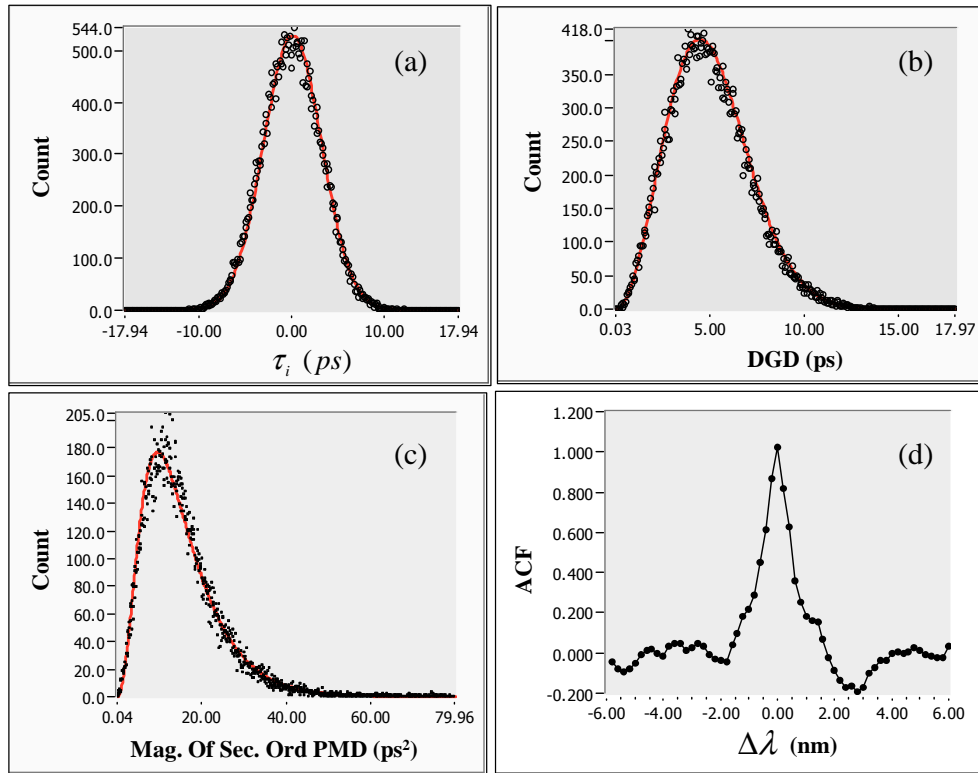 544.0
500.0
400.0
300.0
200.0
100.0
0.0
-17.94 -10.00 0.00 10.00 17.94
Count
τi (ps)
(a)
418.0
350.0
300.0
250.0
200.0
150.0
100.0
50.0
0.0
0.03 5.00 10.00 15.00 17.97
Count
DGD (ps)
(b)
205.0
180.0
160.0
140.0
120.0
100.0
80.0
60.0
40.0
20.0
0.0
0.04 20.00 40.00 60.00 79.96
Count
Mag. Of Sec. Ord PMD (ps²)
(c)
1.200
1.000
0.800
0.600
0.400
0.200
0.000
-0.200
-6.00 -4.00 -2.00 0.00 2.00 4.00 6.00
ACF
Δλ (nm)
(d)